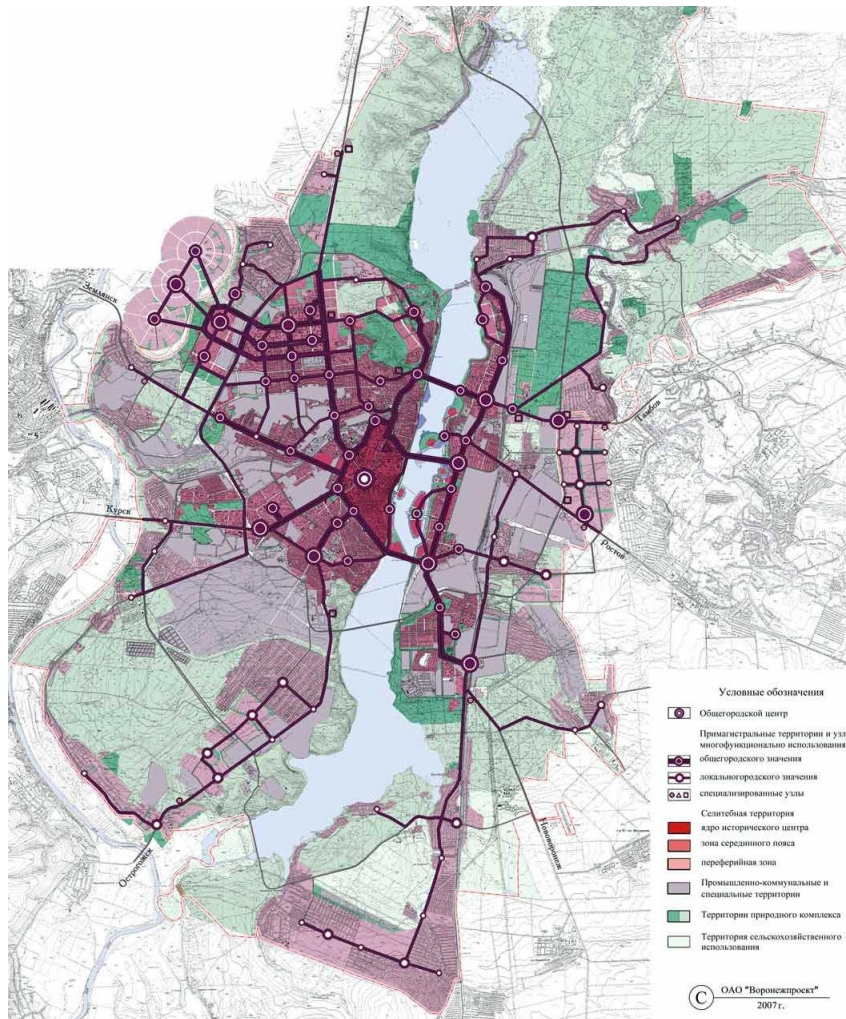 Землянск
Тамбов
Курск
Ростов
Острогожск
Нововоронеж
Условные обозначения
Общегородской центр
Примагистральные территории и узл
многофункционально использования
общегородского значения
локальногородского значения
специализированные узлы
Селитебная территория
ядро исторического центра
зона серединного пояса
переферийная зона
Промышленно-коммунальные и
специальные территории
Территории природного комплекса
Территория сельскохозяйственного
использования
С ОАО "Воронежпроект"
2007 г.